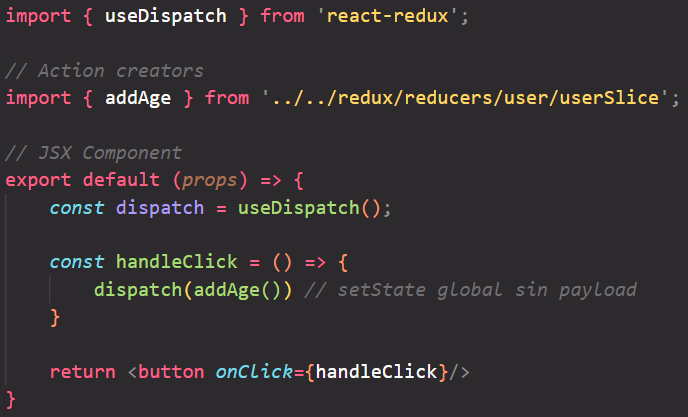 import { useDispatch } from 'react-redux';
// Action creators
import { addAge } from '../../redux/reducers/user/userSlice';
// JSX Component
export default (props) => {
const dispatch = useDispatch();
const handleClick = () => {
dispatch(addAge()) // setState global sin payload
}
return <button onClick={handleClick}/>
}